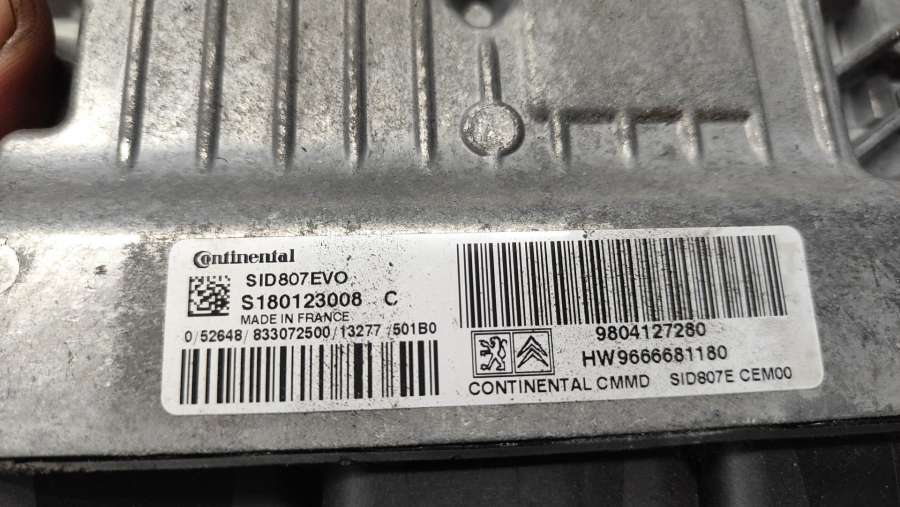 Continental
SID807EVO
S180123008 C
MADE IN FRANCE
0/52648/833072500/13277/501B0
9804127280
HW9666681180
CONTINENTAL CMMD SID807E CEM00